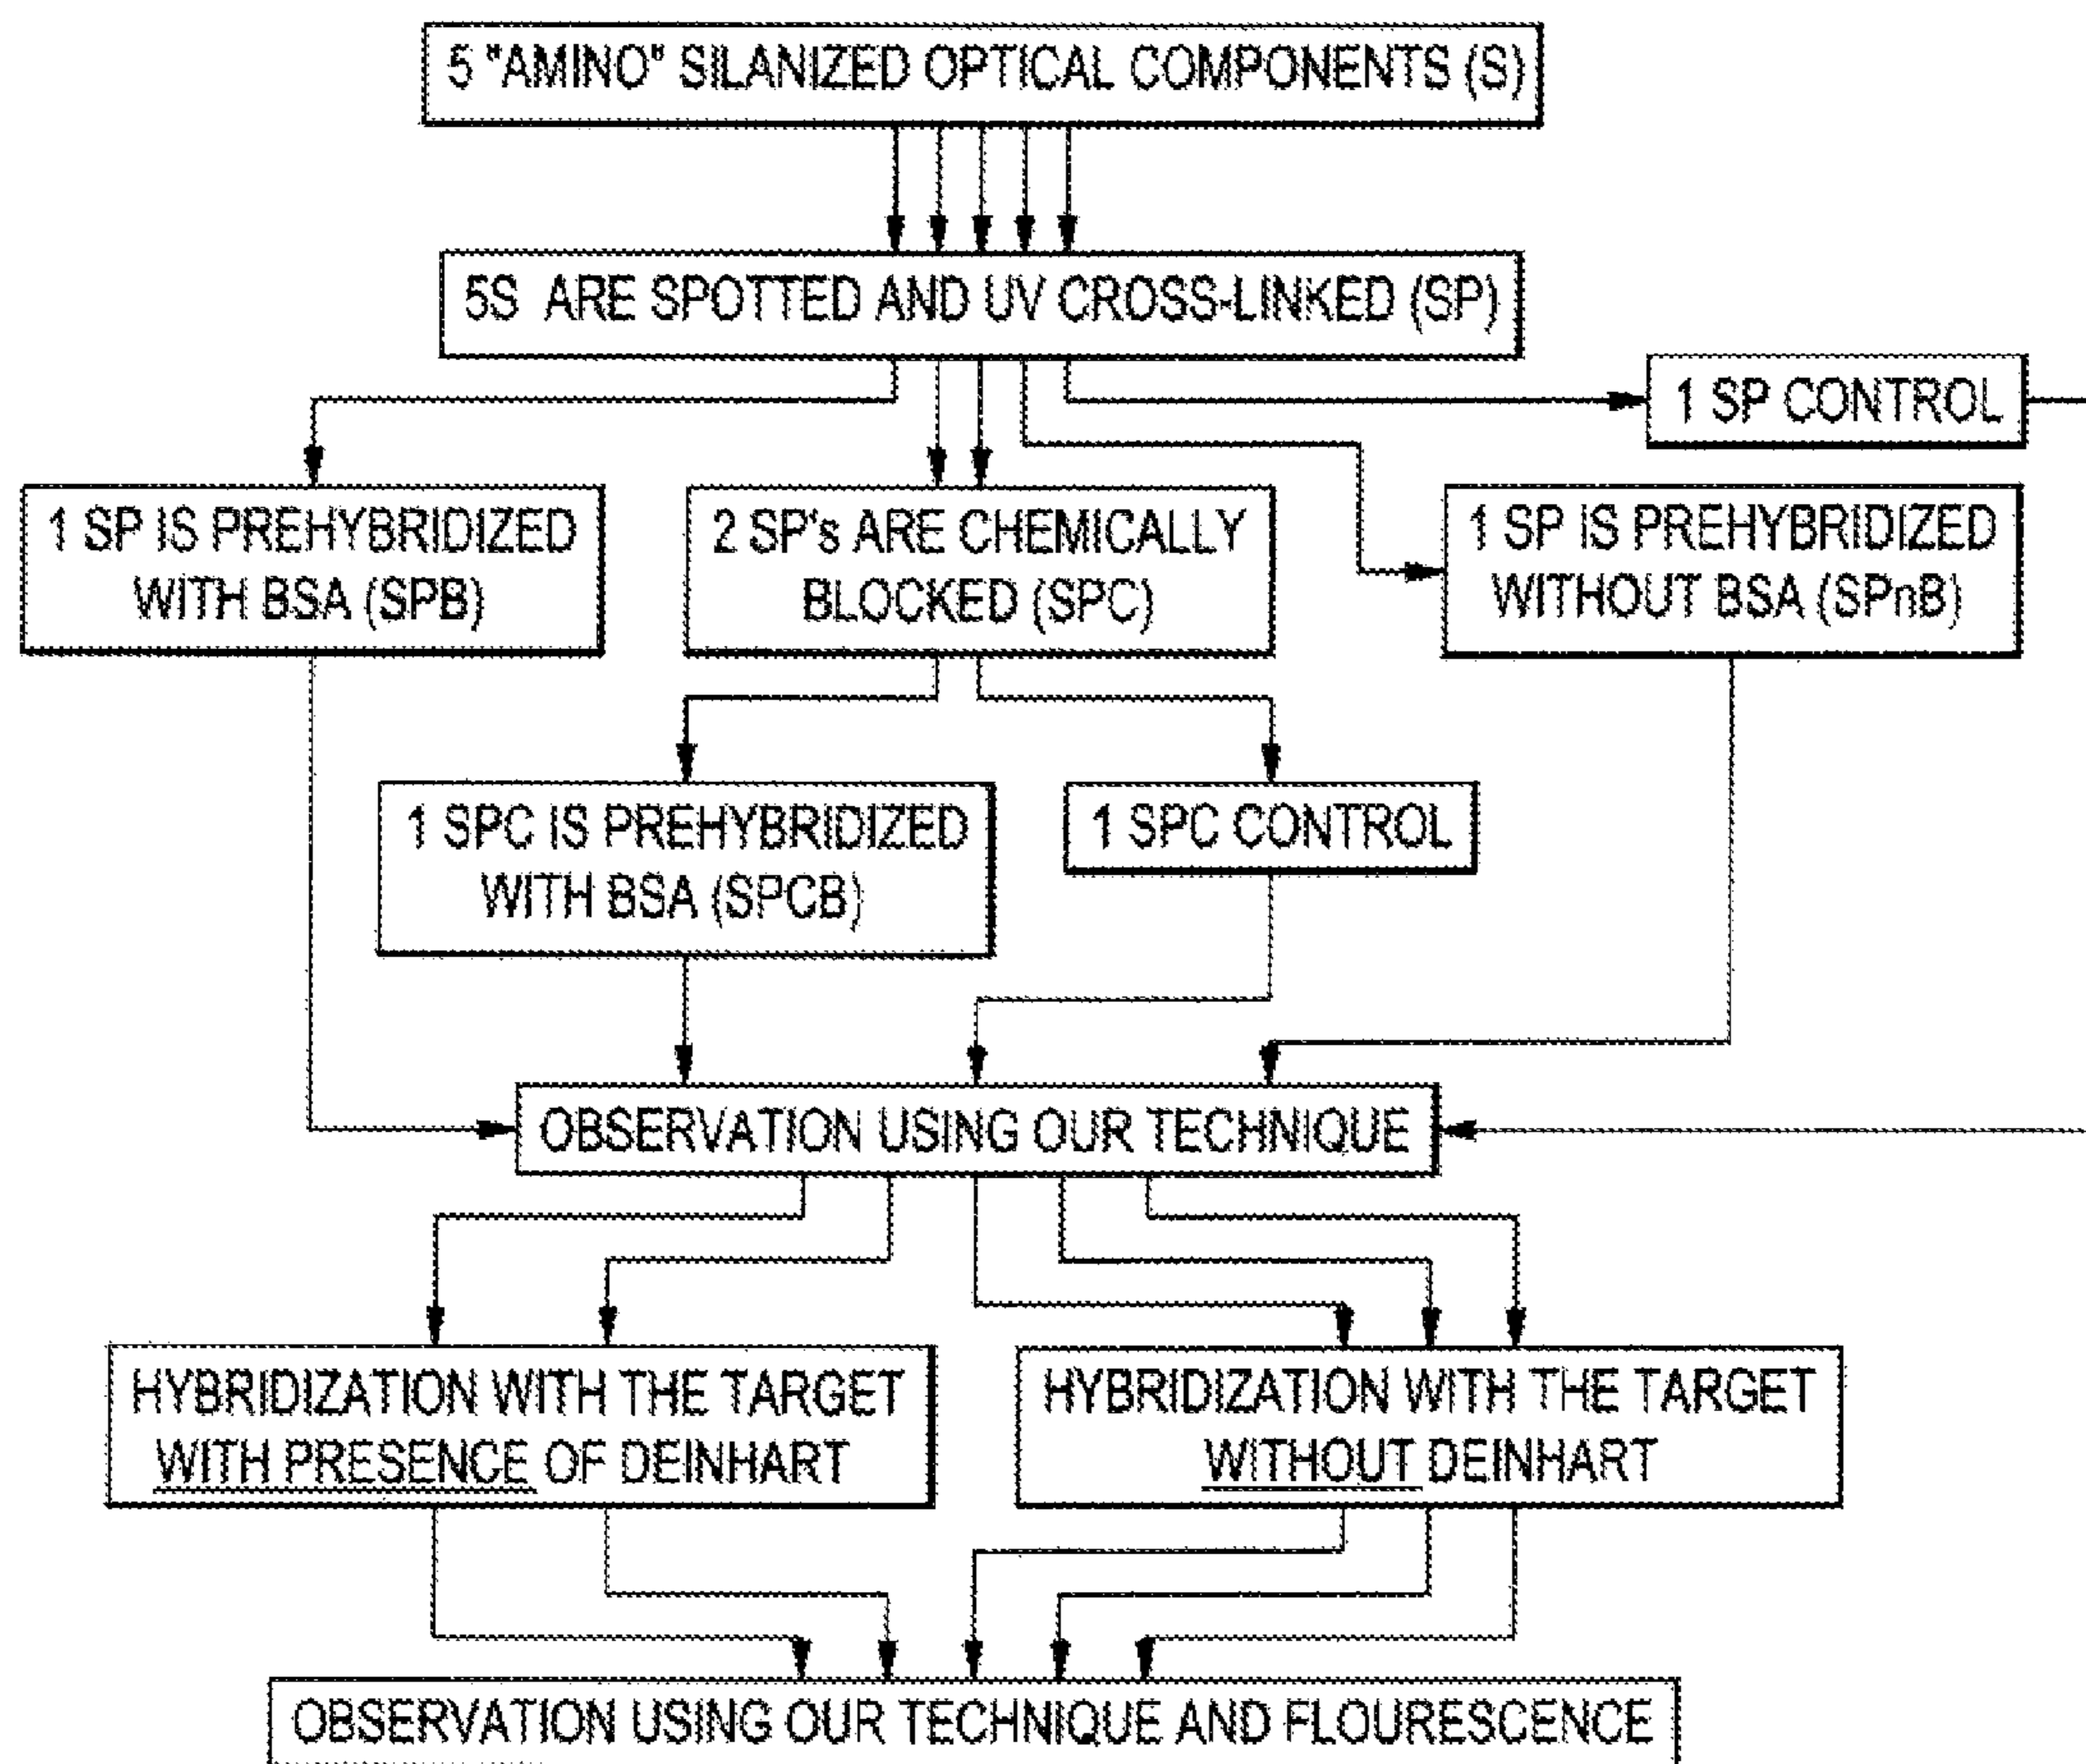 5 "AMINO" SILANIZED OPTICAL COMPONENTS (S)
5S ARE SPOTTED AND UV CROSS-LINKED (SP)
1 SP CONTROL
1 SP IS PREHYBRIDIZED
WITH BSA (SPB)
2 SP's ARE CHEMICALLY
BLOCKED (SPC)
1 SP IS PREHYBRIDIZED
WITHOUT BSA (SPnB)
1 SPC IS PREHYBRIDIZED
WITH BSA (SPCB)
1 SPC CONTROL
OBSERVATION USING OUR TECHNIQUE
HYBRIDIZATION WITH THE TARGET
WITH PRESENCE OF DEINHART
HYBRIDIZATION WITH THE TARGET
WITHOUT DEINHART
OBSERVATION USING OUR TECHNIQUE AND FLOURESCENCE